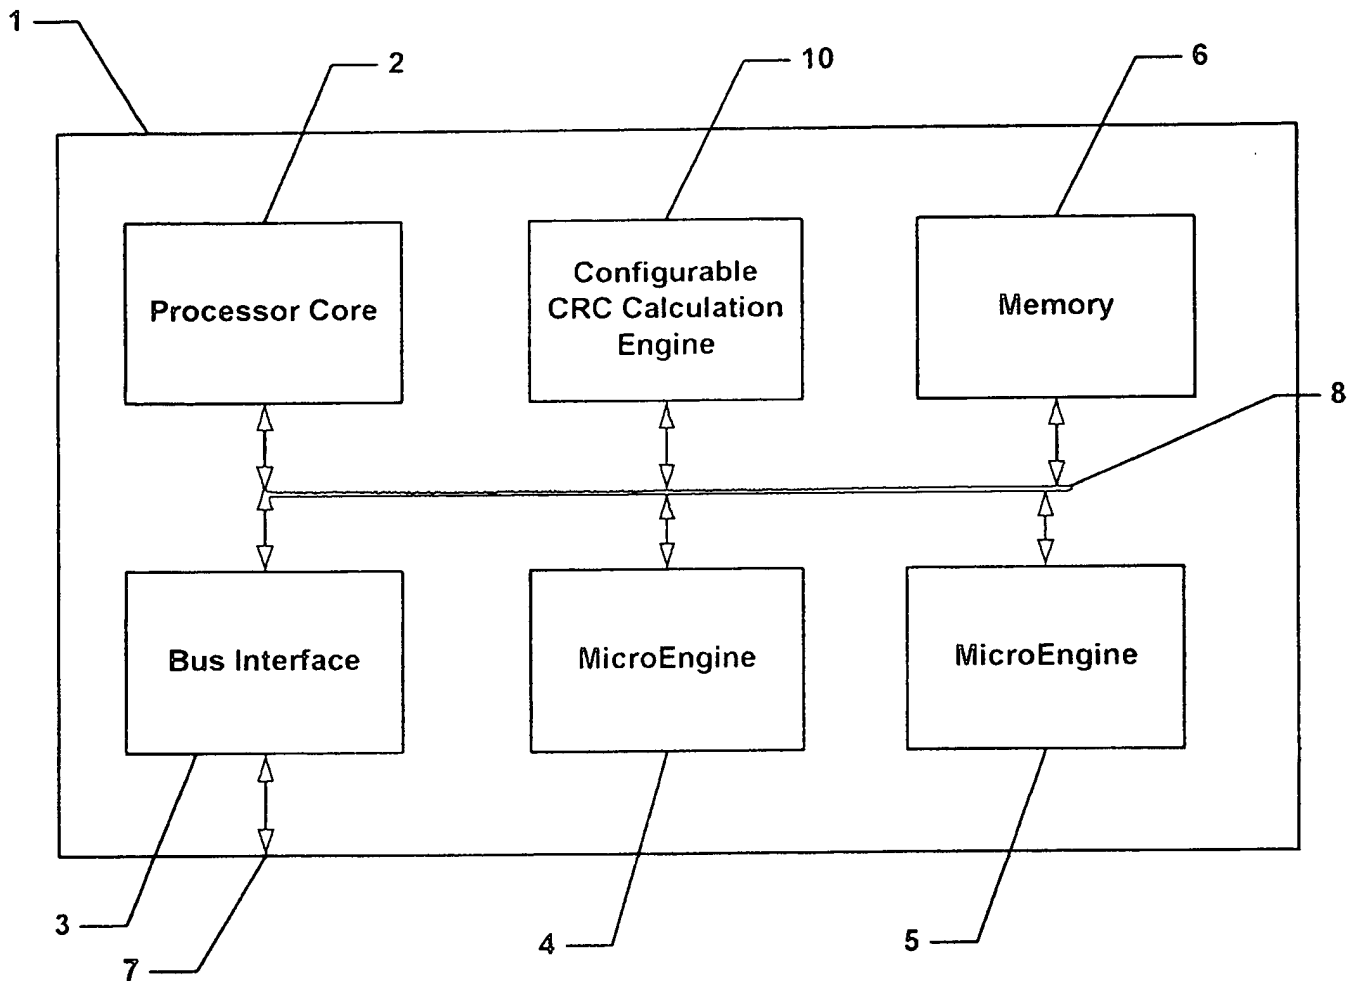 1
2
10
6
Processor Core
Configurable
CRC Calculation
Engine
Memory
8
Bus Interface
MicroEngine
MicroEngine
3
7
4
5